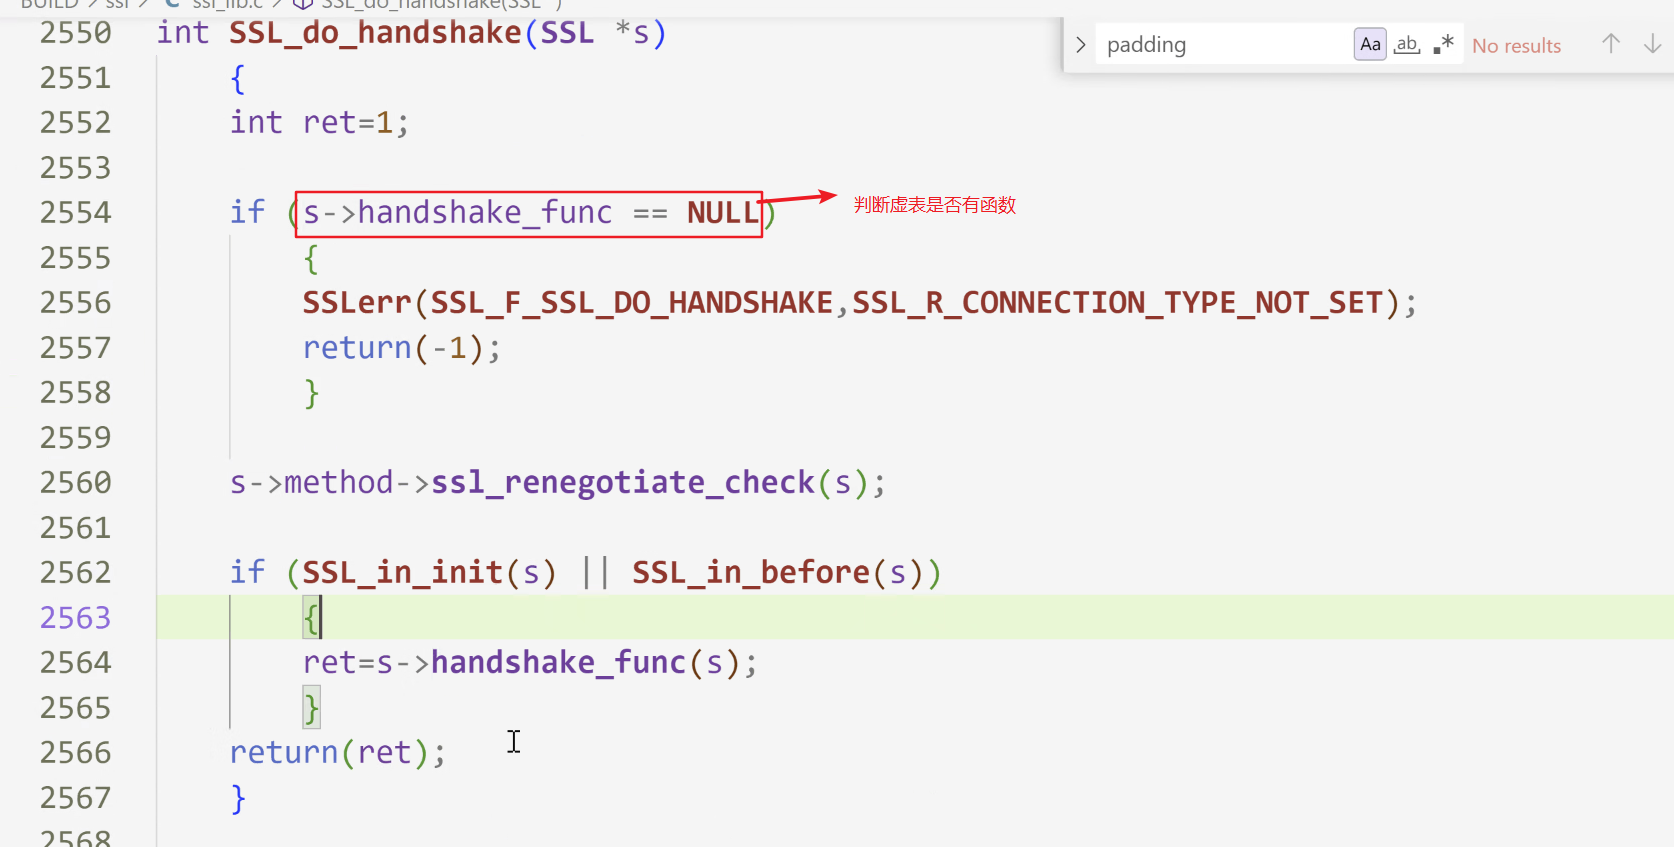 BUILD > ssl > C ssl_lib.c > SSL_do_handshake(SSL *)
padding
Aa ab .* No results
2550 int SSL_do_handshake(SSL *s)
2551 {
2552 int ret=1;
2553
2554 if (s->handshake_func == NULL) 判断虚表是否有函数
2555 {
2556 SSLerr(SSL_F_SSL_DO_HANDSHAKE,SSL_R_CONNECTION_TYPE_NOT_SET);
2557 return(-1);
2558 }
2559
2560 s->method->ssl_renegotiate_check(s);
2561
2562 if (SSL_in_init(s) || SSL_in_before(s))
2563 {
2564 ret=s->handshake_func(s);
2565 }
2566 return(ret);
2567 }
2568